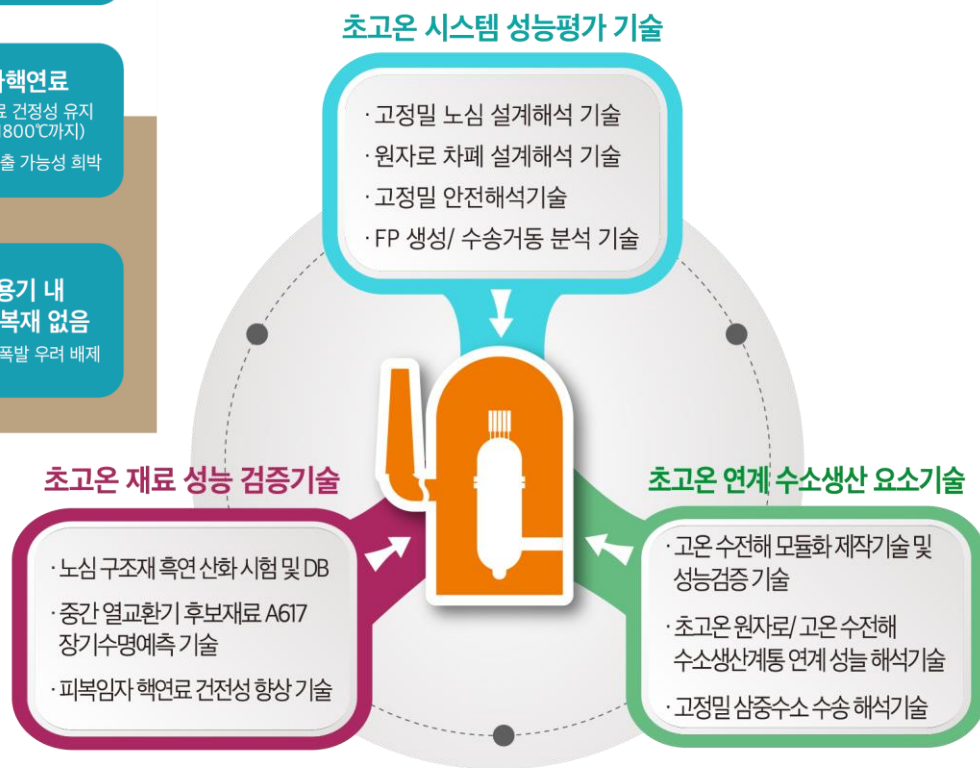 초고온 시스템 성능평가 기술
· 고정밀 노심 설계해석 기술
· 원자로 차폐 설계해석 기술
· 고정밀 안전해석기술
· FP 생성/ 수송거동 분석 기술
핵연료
건정성 유지
1800℃까지)
출 가능성 희박
용기 내
복재 없음
폭발 우려 배제
초고온 재료 성능 검증기술
· 노심 구조재 흑연 산화 시험 및 DB
· 중간 열교환기 후보재료 A617
장기수명예측 기술
· 피복입자 핵연료 건전성 향상 기술
초고온 연계 수소생산 요소기술
· 고온 수전해 모듈화 제작기술 및
성능검증 기술
· 초고온 원자로/ 고온 수전해
수소생산계통 연계 성능 해석기술
· 고정밀 삼중수소 수송 해석기술